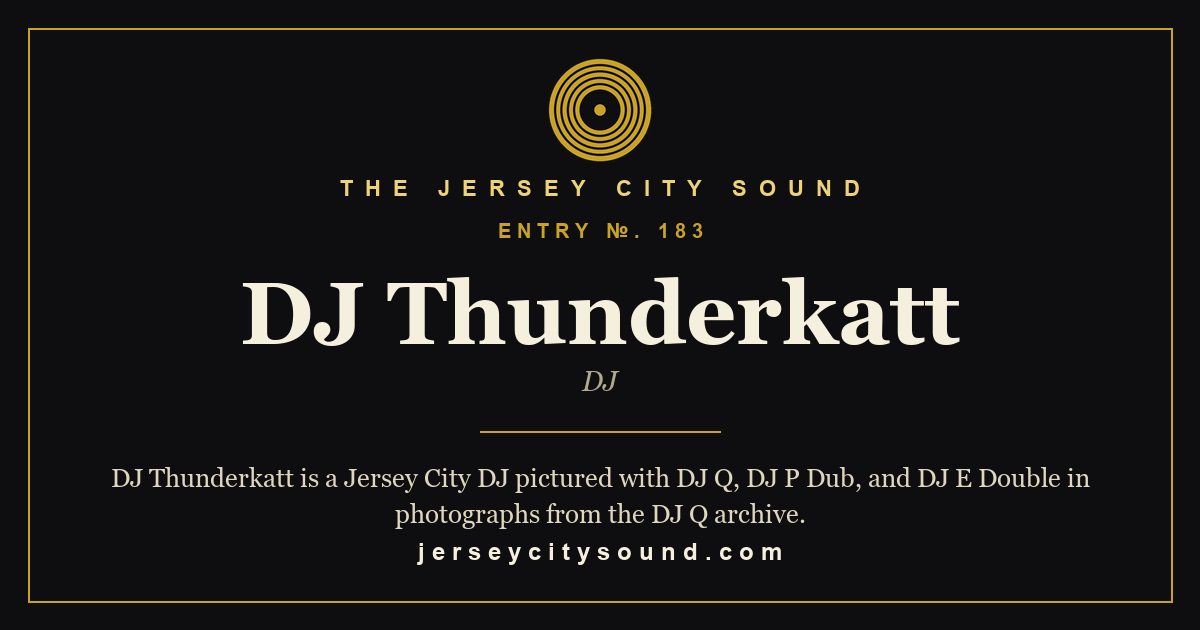 THE JERSEY CITY SOUND
ENTRY №. 183
DJ Thunderkatt
DJ
DJ Thunderkatt is a Jersey City DJ pictured with DJ Q, DJ P Dub, and DJ E Double in
photographs from the DJ Q archive.
jerseycitysound.com